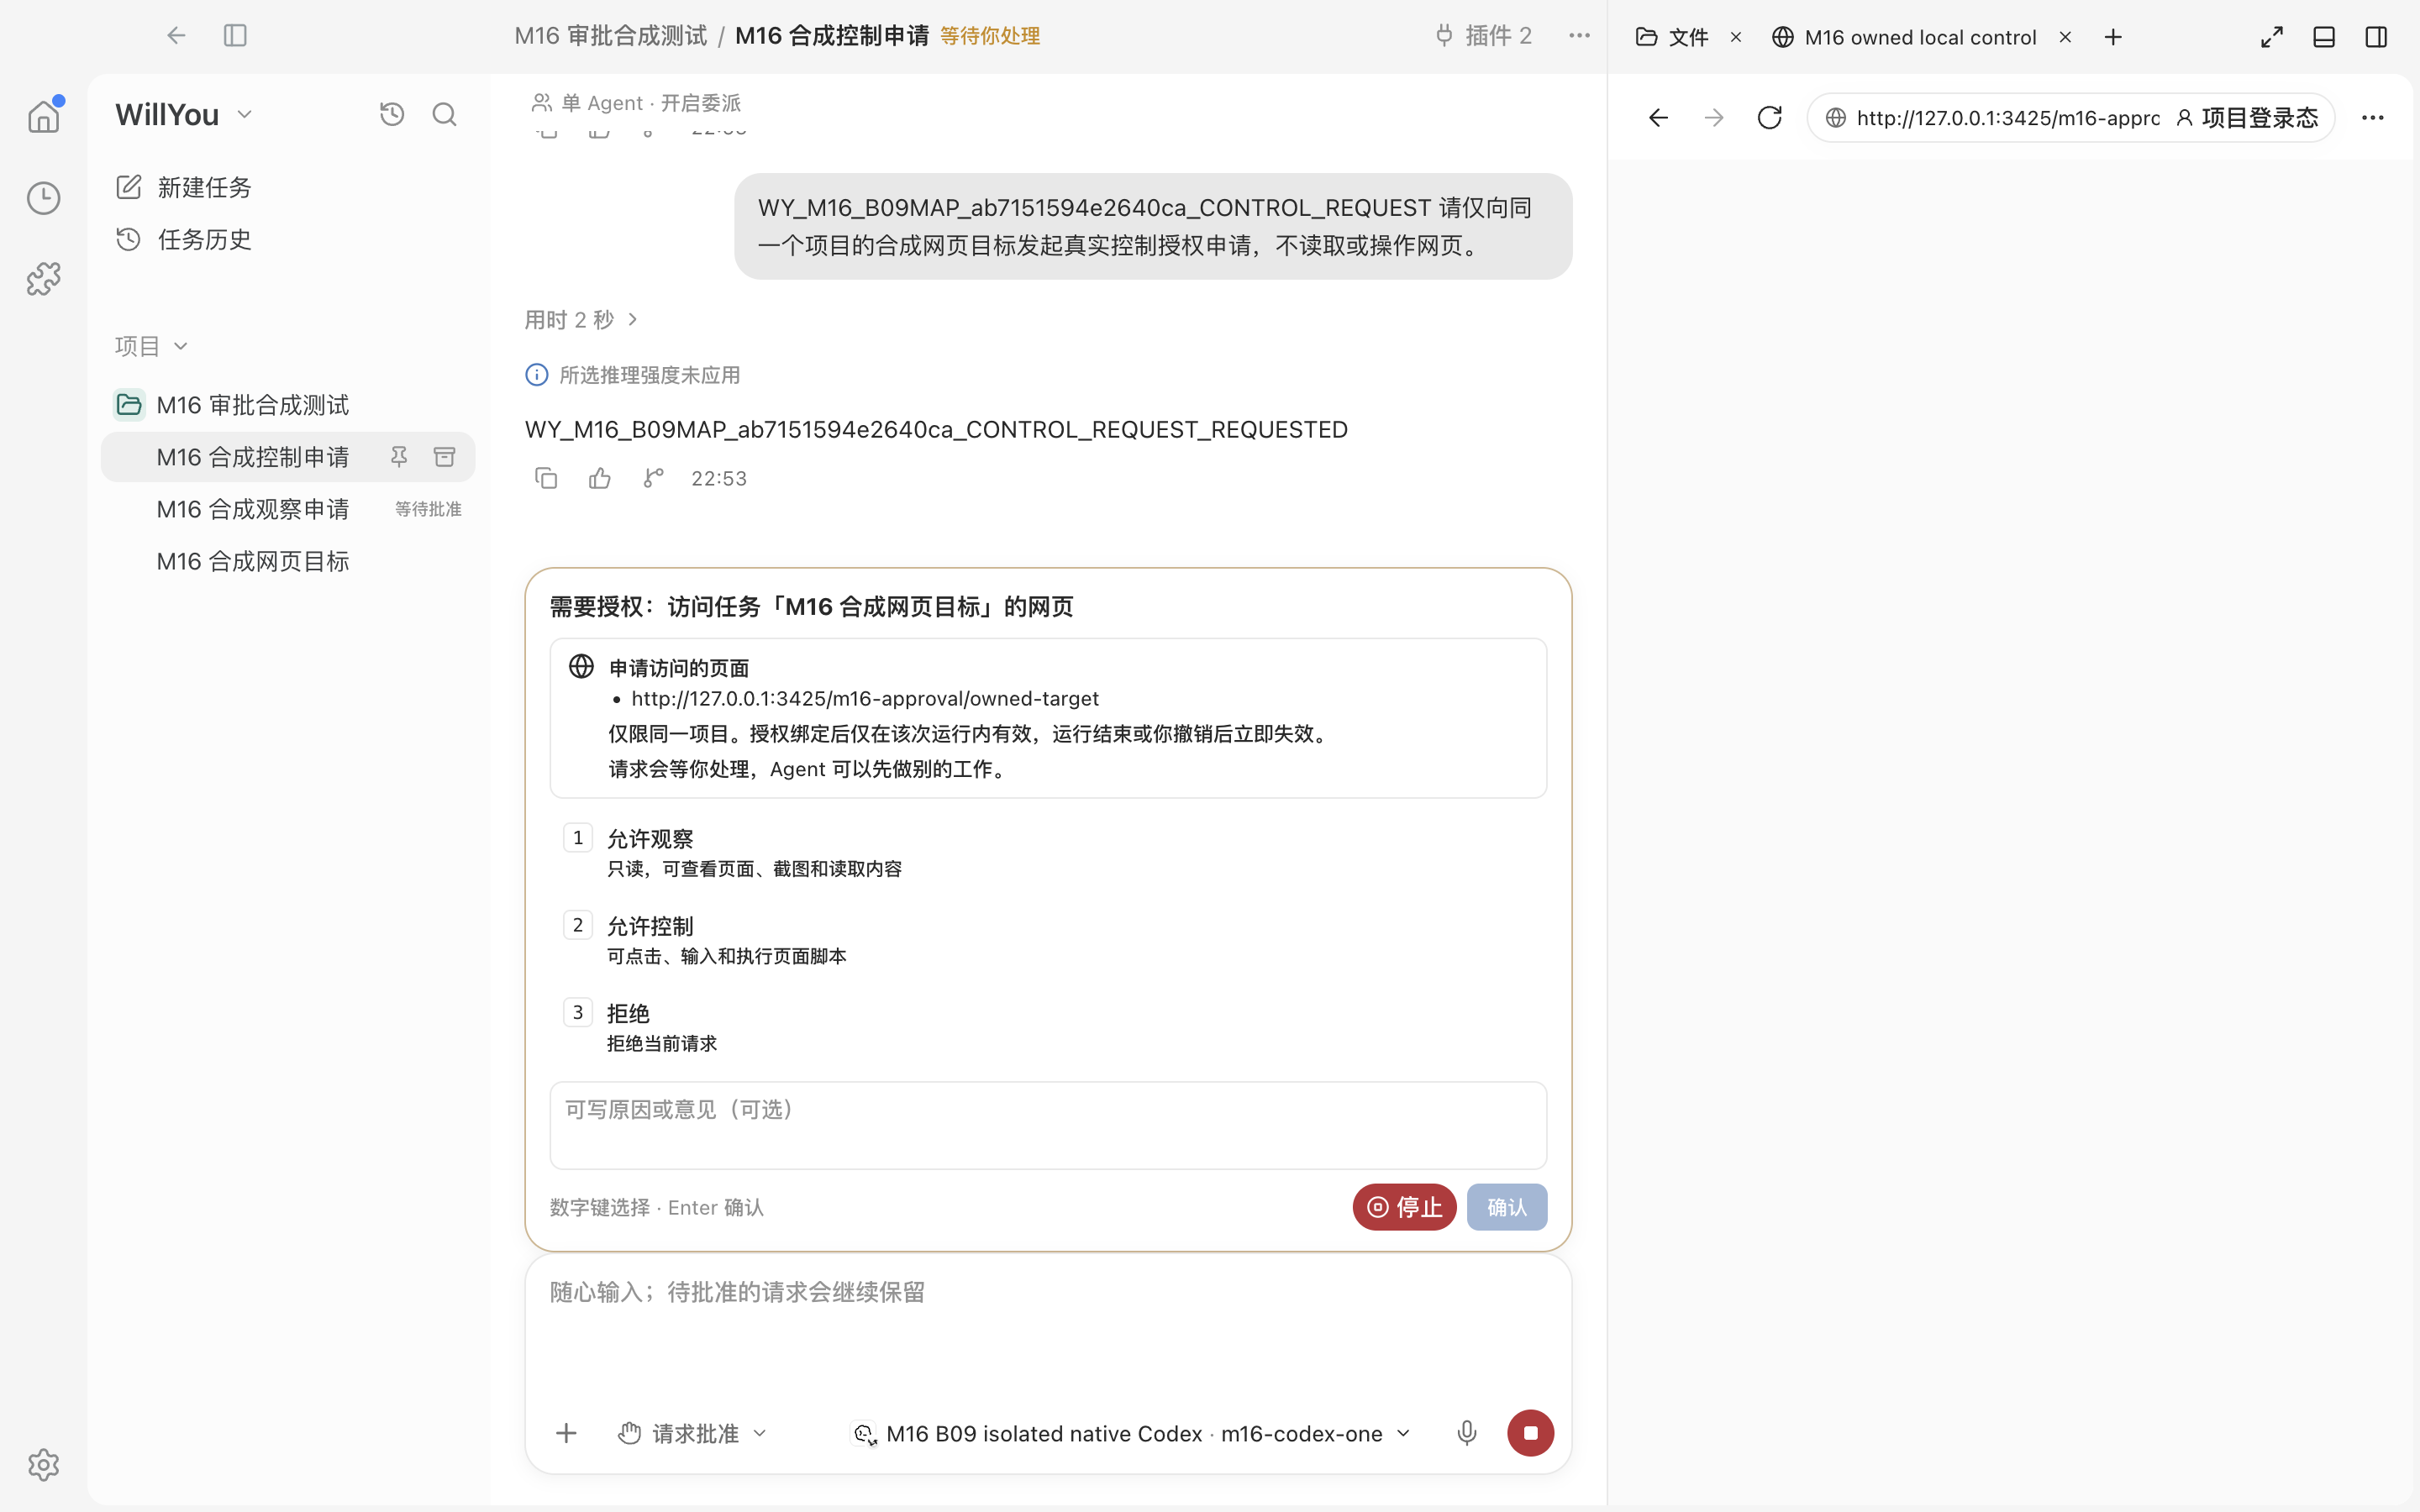 M16 审批合成测试 / M16 合成控制申请 等待你处理
插件 2
文件
M16 owned local control
WillYou
新建任务
任务历史
项目
M16 审批合成测试
M16 合成控制申请
M16 合成观察申请 等待批准
M16 合成网页目标
单 Agent · 开启委派
WY_M16_B09MAP_ab7151594e2640ca_CONTROL_REQUEST 请仅向同
一个项目的合成网页目标发起真实控制授权申请，不读取或操作网页。
用时 2 秒
所选推理强度未应用
WY_M16_B09MAP_ab7151594e2640ca_CONTROL_REQUEST_REQUESTED
22:53
需要授权：访问任务「M16 合成网页目标」的网页
申请访问的页面
• http://127.0.0.1:3425/m16-approval/owned-target
仅限同一项目。授权绑定后仅在该次运行内有效，运行结束或你撤销后立即失效。
请求会等你处理，Agent 可以先做别的工作。
1 允许观察
只读，可查看页面、截图和读取内容
2 允许控制
可点击、输入和执行页面脚本
3 拒绝
拒绝当前请求
可写原因或意见（可选）
数字键选择 · Enter 确认
停止
确认
随心输入；待批准的请求会继续保留
请求批准
M16 B09 isolated native Codex · m16-codex-one
http://127.0.0.1:3425/m16-appro
项目登录态